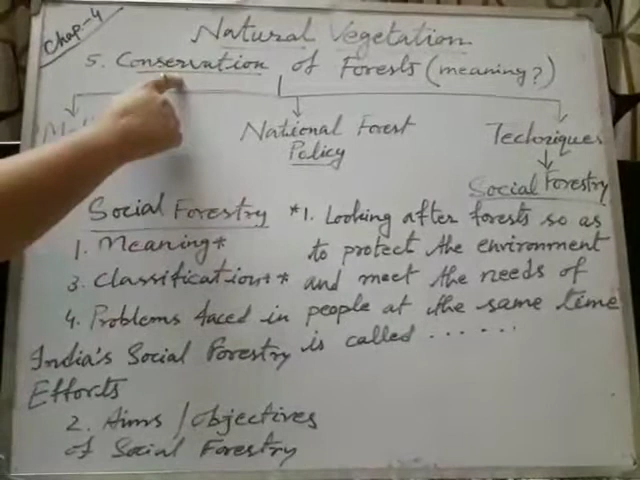 Chap-4
Natural Vegetation
5. Conservation of Forests (meaning?)
National Forest
Policy
Techniques
Social Forestry
Social Forestry
1. Meaning*
3. Classification**
4. Problems faced in
India's Social Forestry
Efforts
2. Aims/objectives
of Social Forestry
*1. Looking after forests so as
to protect the environment
and meet the needs of
people at the same time
is called ......